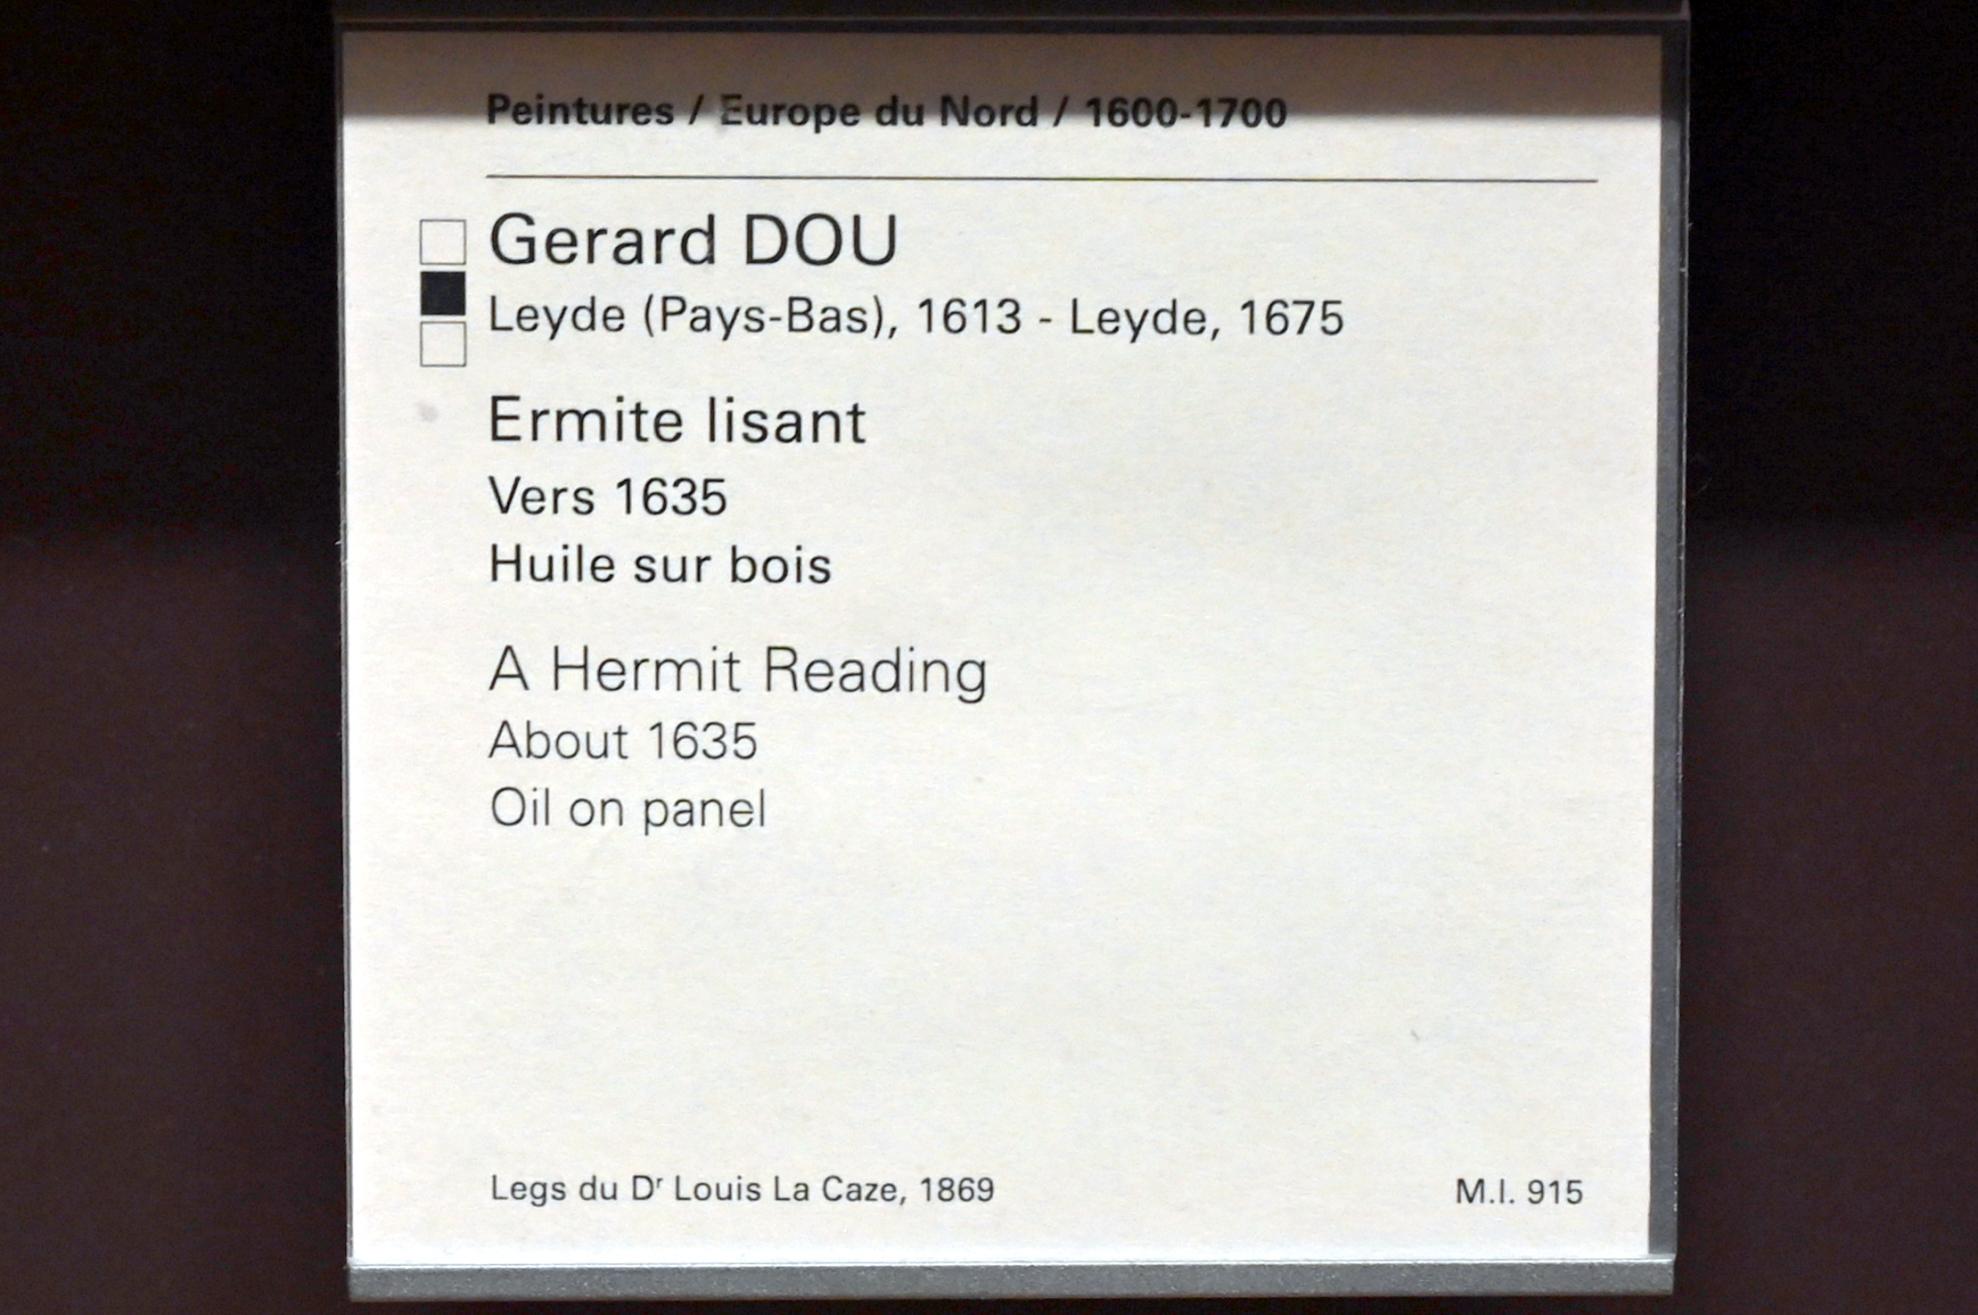 Peintures / Europe du Nord / 1600-1700
Gerard DOU
Leyde (Pays-Bas), 1613 - Leyde, 1675
Ermite lisant
Vers 1635
Huile sur bois
A Hermit Reading
About 1635
Oil on panel
Legs du Dʳ Louis La Caze, 1869
M.I. 915